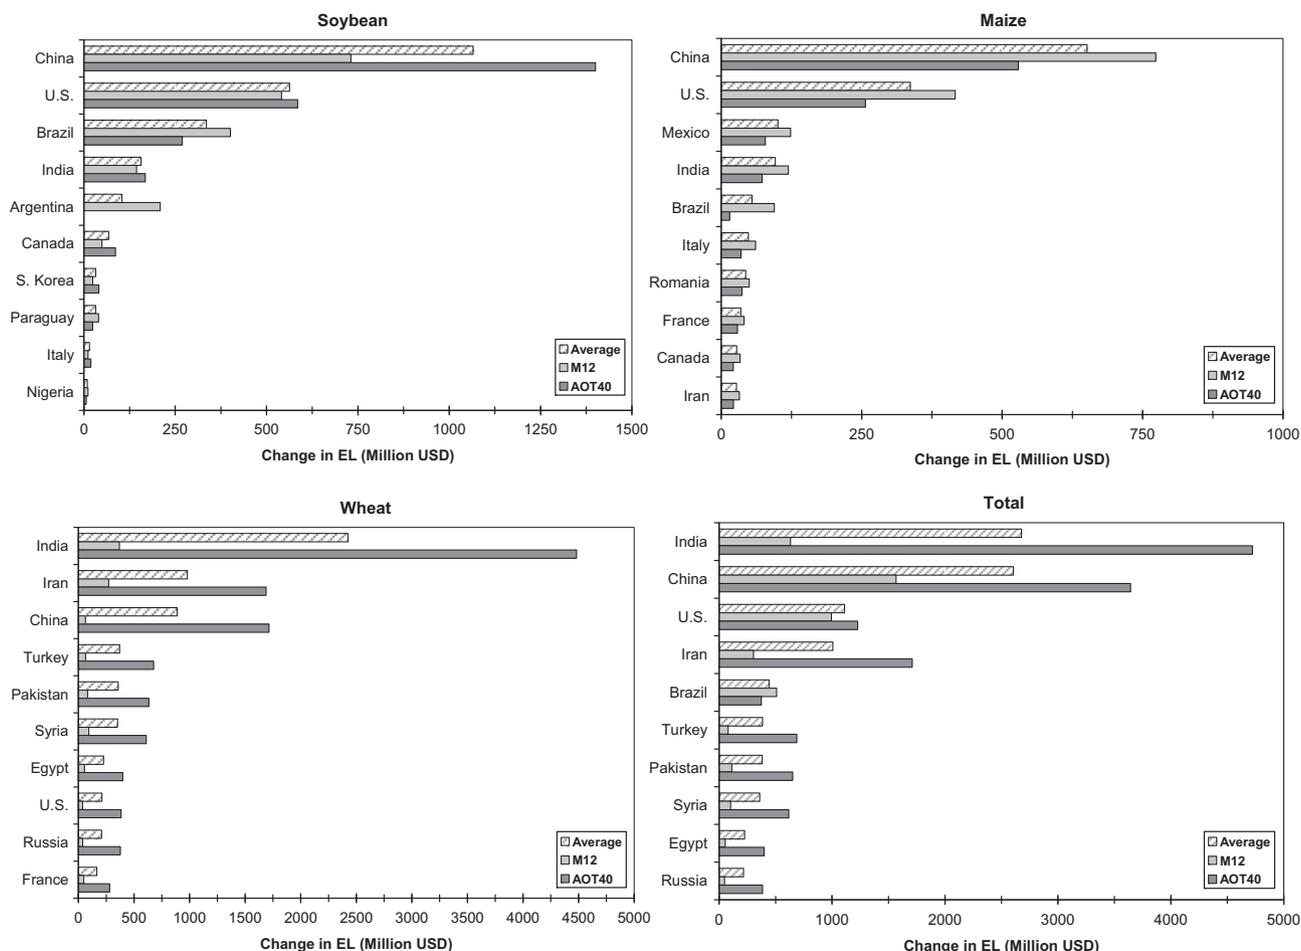 Soybean
China
U.S.
Brazil
India
Argentina
Canada
S. Korea
Paraguay
Italy
Nigeria
Average
M12
AOT40
0 250 500 750 1000 1250 1500
Change in EL (Million USD)
Maize
China
U.S.
Mexico
India
Brazil
Italy
Romania
France
Canada
Iran
Average
M12
AOT40
0 250 500 750 1000
Change in EL (Million USD)
Wheat
India
Iran
China
Turkey
Pakistan
Syria
Egypt
U.S.
Russia
France
Average
M12
AOT40
0 500 1000 1500 2000 2500 3000 3500 4000 4500 5000
Change in EL (Million USD)
Total
India
China
U.S.
Iran
Brazil
Turkey
Pakistan
Syria
Egypt
Russia
Average
M12
AOT40
0 1000 2000 3000 4000 5000
Change in EL (Million USD)